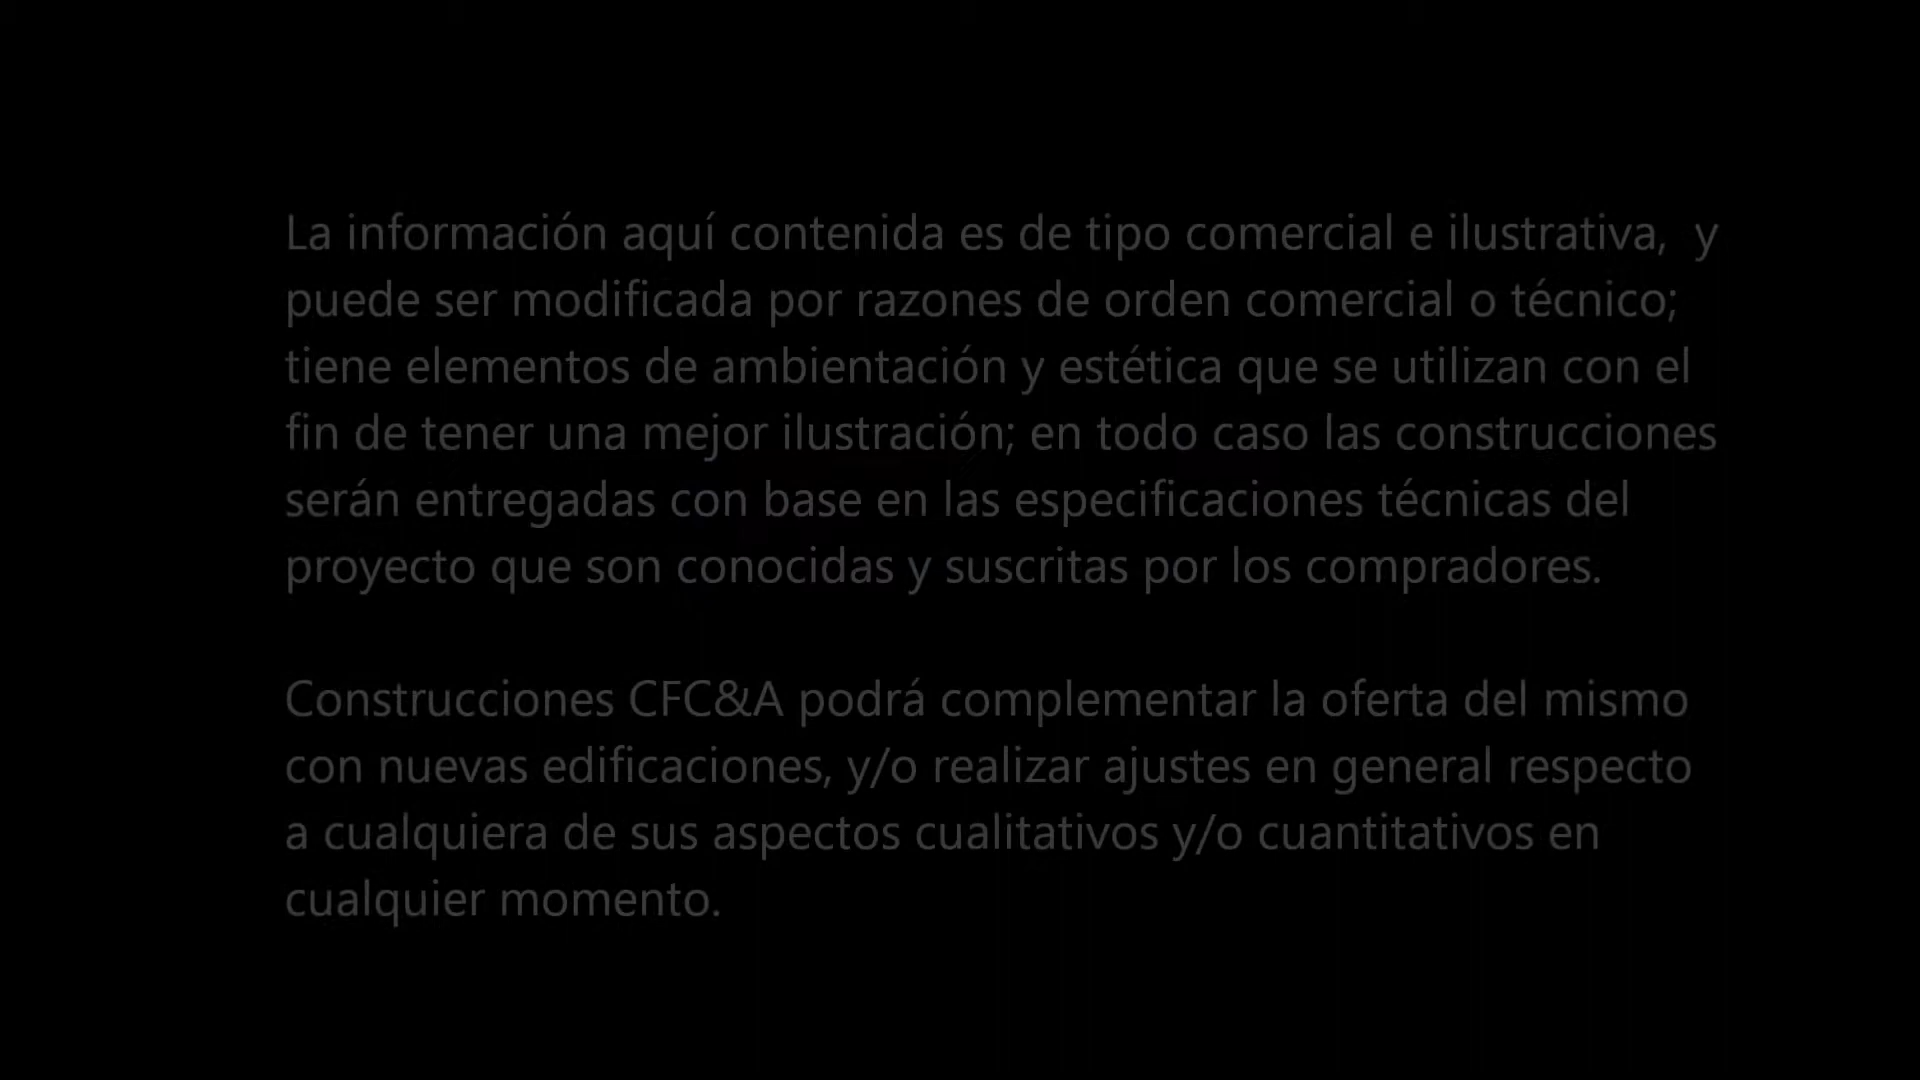 La información aquí contenida es de tipo comercial e ilustrativa, y
puede ser modificada por razones de orden comercial o técnico;
tiene elementos de ambientación y estética que se utilizan con el
fin de tener una mejor ilustración; en todo caso las construcciones
serán entregadas con base en las especificaciones técnicas del
proyecto que son conocidas y suscritas por los compradores.
Construcciones CFC&A podrá complementar la oferta del mismo
con nuevas edificaciones, y/o realizar ajustes en general respecto
a cualquiera de sus aspectos cualitativos y/o cuantitativos en
cualquier momento.